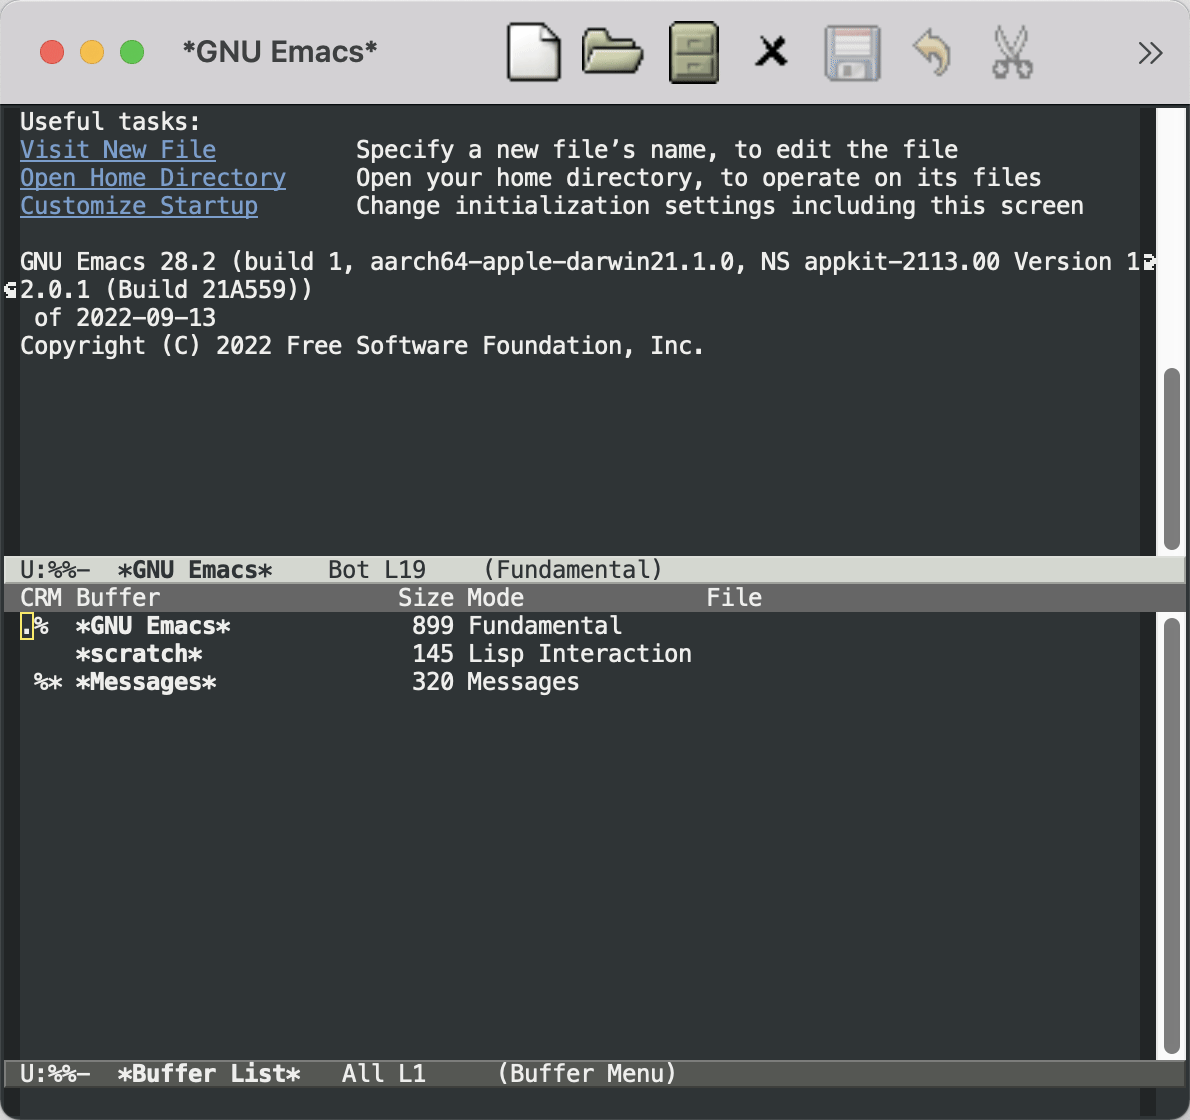 *GNU Emacs*
Useful tasks:
Visit New File          Specify a new file’s name, to edit the file
Open Home Directory     Open your home directory, to operate on its files
Customize Startup       Change initialization settings including this screen
GNU Emacs 28.2 (build 1, aarch64-apple-darwin21.1.0, NS appkit-2113.00 Version 1
2.0.1 (Build 21A559))
 of 2022-09-13
Copyright (C) 2022 Free Software Foundation, Inc.
U:%%-  *GNU Emacs*    Bot L19    (Fundamental)
CRM Buffer                 Size Mode             File
.%  *GNU Emacs*             899 Fundamental
    *scratch*               145 Lisp Interaction
 %* *Messages*              320 Messages
U:%%-  *Buffer List*   All L1     (Buffer Menu)